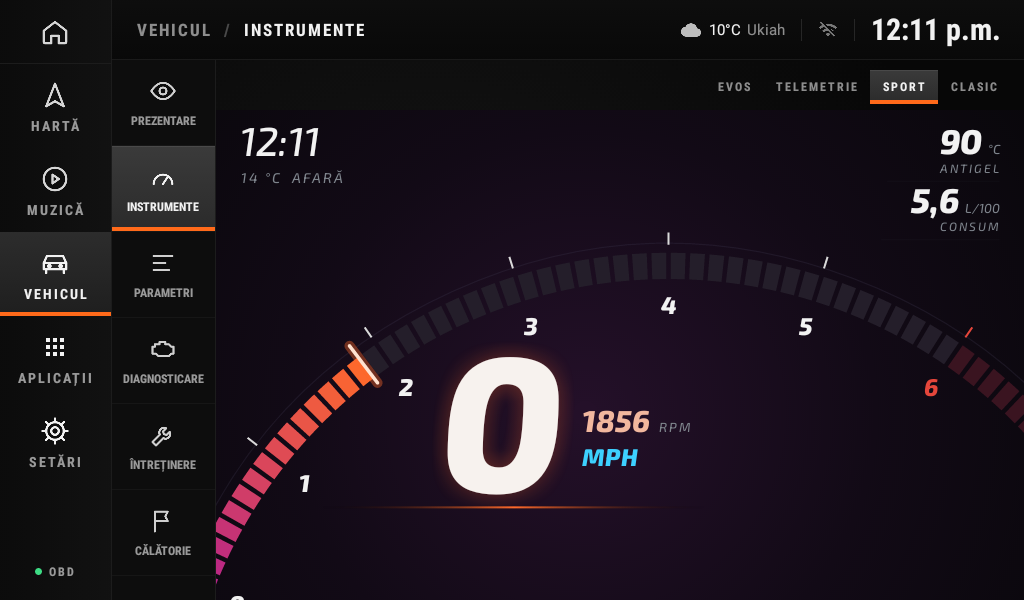 VEHICUL / INSTRUMENTE
10°C Ukiah
12:11 p.m.
HARTĂ
MUZICĂ
VEHICUL
APLICAȚII
SETĂRI
OBD
PREZENTARE
INSTRUMENTE
PARAMETRI
DIAGNOSTICARE
ÎNTREȚINERE
CĂLĂTORIE
EVOS TELEMETRIE SPORT CLASIC
12:11
14 °C AFARĂ
90 °C
ANTIGEL
5,6 L/100
CONSUM
1
2
3
4
5
6
0
1856 RPM
MPH